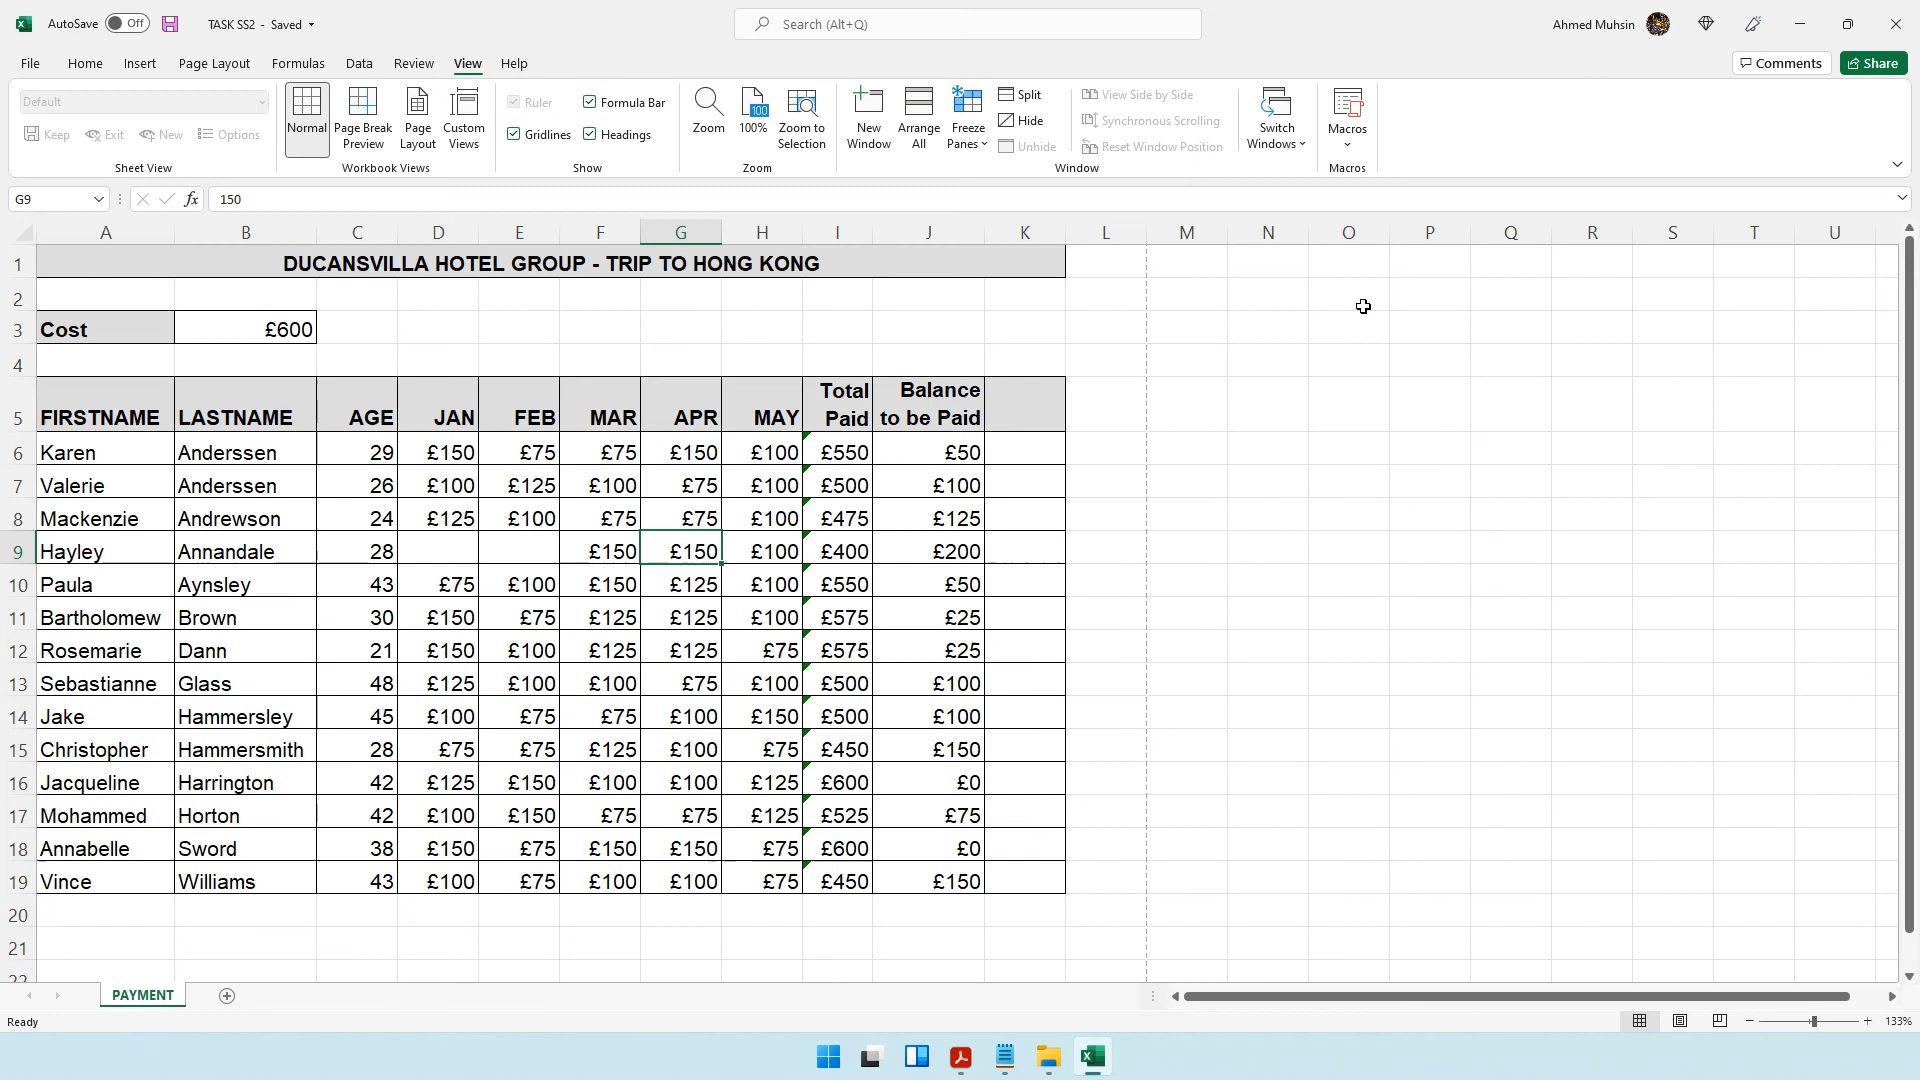 AutoSave Off TASK SS2 - Saved Search (Alt+Q) Ahmed Muhsin
File Home Insert Page Layout Formulas Data Review View Help Comments Share
Default
Keep Exit New Options
Sheet View
Normal Page Break Preview Page Layout Custom Views
Workbook Views
Ruler Formula Bar
Gridlines Headings
Show
Zoom 100 100% Zoom to Selection
Zoom
New Window Arrange All Freeze Panes
Split
Hide
Unhide
View Side by Side
Synchronous Scrolling
Reset Window Position
Switch Windows
Window
Macros
Macros
G9 fx 150
A B C D E F G H I J K L M N O P Q R S T U
1 DUCANSVILLA HOTEL GROUP - TRIP TO HONG KONG
2
3 Cost £600
4
5 FIRSTNAME LASTNAME AGE JAN FEB MAR APR MAY Total Paid Balance to be Paid
6 Karen Anderssen 29 £150 £75 £75 £150 £100 £550 £50
7 Valerie Anderssen 26 £100 £125 £100 £75 £100 £500 £100
8 Mackenzie Andrewson 24 £125 £100 £75 £75 £100 £475 £125
9 Hayley Annandale 28 £150 £150 £100 £400 £200
10 Paula Aynsley 43 £75 £100 £150 £125 £100 £550 £50
11 Bartholomew Brown 30 £150 £75 £125 £125 £100 £575 £25
12 Rosemarie Dann 21 £150 £100 £125 £125 £75 £575 £25
13 Sebastianne Glass 48 £125 £100 £100 £75 £100 £500 £100
14 Jake Hammersley 45 £100 £75 £75 £100 £150 £500 £100
15 Christopher Hammersmith 28 £75 £75 £125 £100 £75 £450 £150
16 Jacqueline Harrington 42 £125 £150 £100 £100 £125 £600 £0
17 Mohammed Horton 42 £100 £150 £75 £75 £125 £525 £75
18 Annabelle Sword 38 £150 £75 £150 £150 £75 £600 £0
19 Vince Williams 43 £100 £75 £100 £100 £75 £450 £150
20
21
22
PAYMENT
Ready 133%